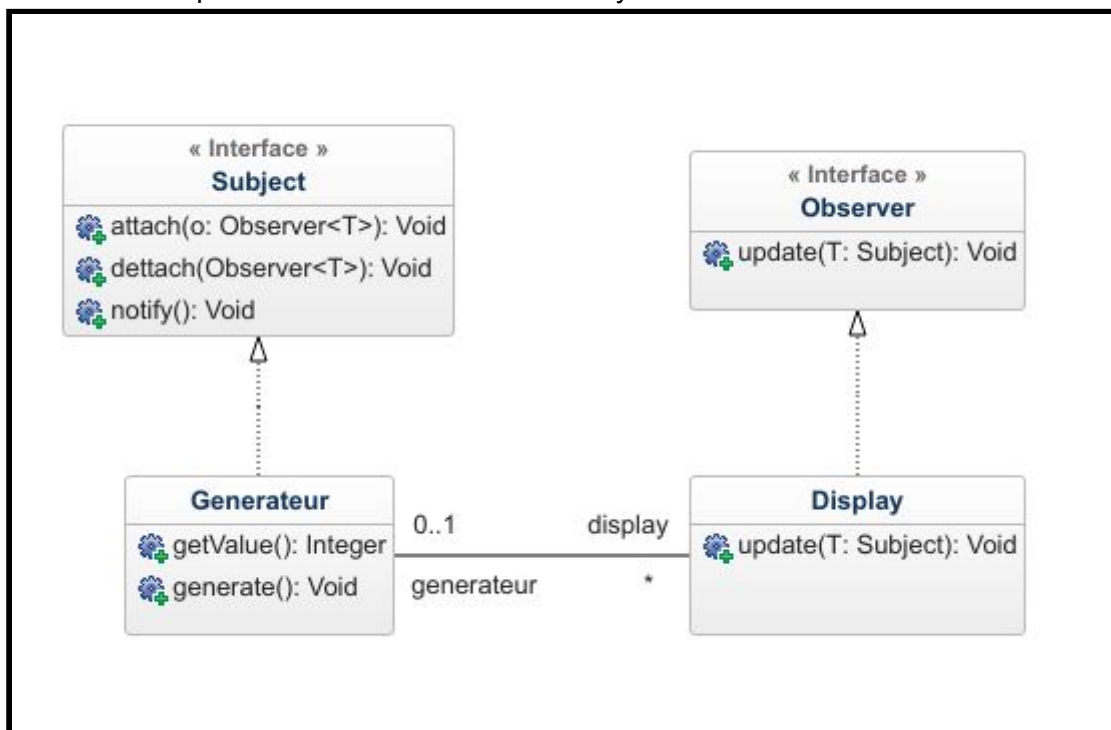 « Interface »
Subject
attach(o: Observer<T>): Void
dettach(Observer<T>): Void
notify(): Void
« Interface »
Observer
update(T: Subject): Void
Generateur
getValue(): Integer
generate(): Void
0..1
generateur
display
*
Display
update(T: Subject): Void